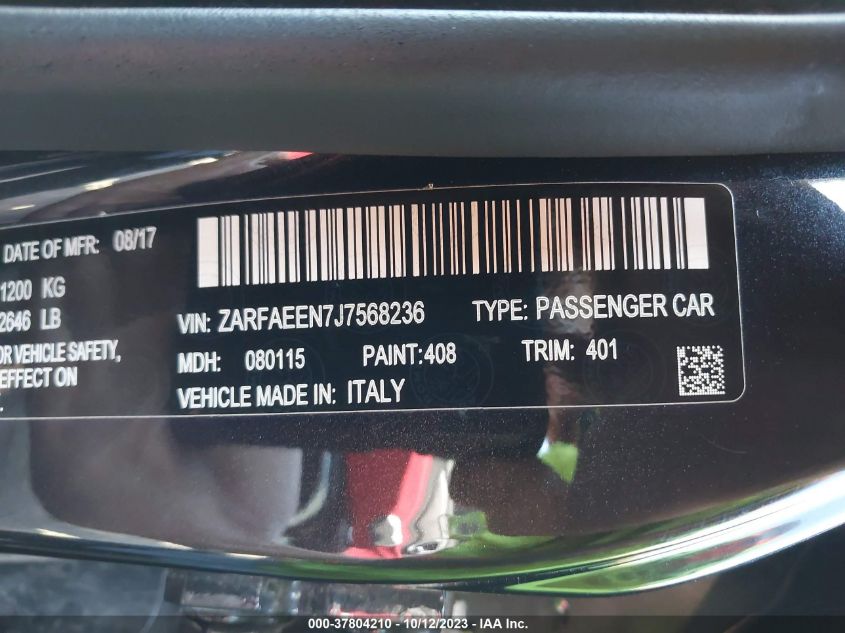 DATE OF MFR: 08/17
1200 KG
2646 LB
OR VEHICLE SAFETY,
EFFECT ON
VIN: ZARFAEEN7J7568236 TYPE: PASSENGER CAR
MDH: 080115 PAINT:408 TRIM: 401
VEHICLE MADE IN: ITALY
000-37804210 - 10/12/2023 - IAA Inc.